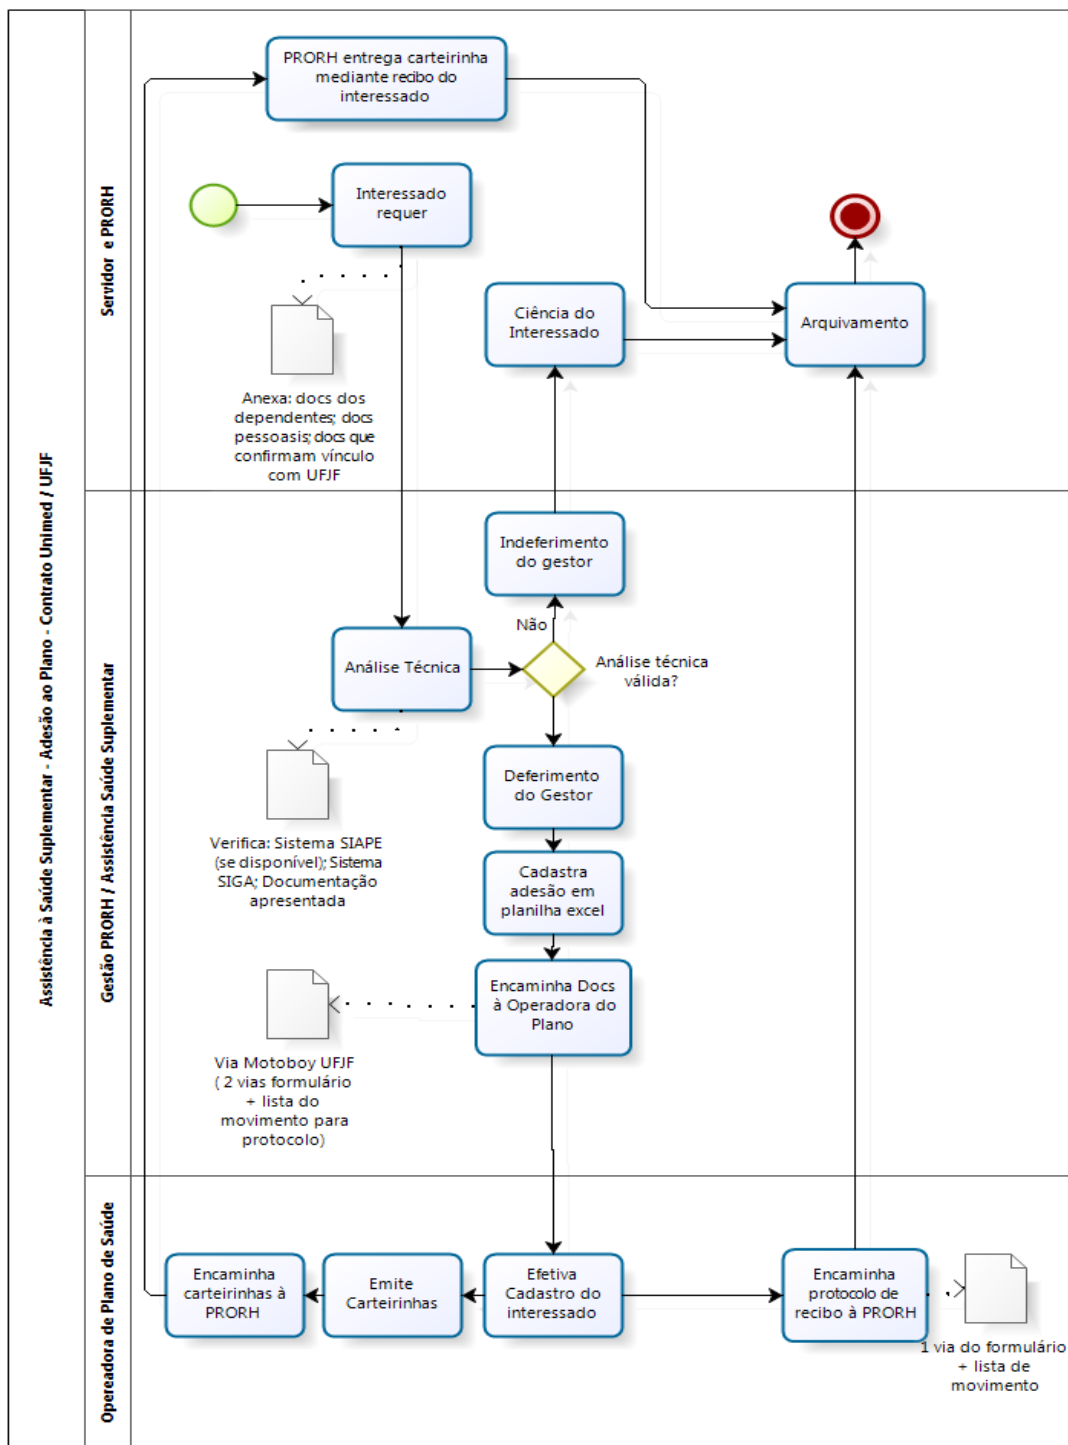 Assistência à Saúde Suplementar - Adesão ao Plano - Contrato Unimed / UFJF
Servidor e PRORH
PRORH entrega carteirinha
mediante recibo do
interessado
Interessado
requer
Anexa: docs dos
dependentes; docs
pessoasis; docs que
confirmam vínculo
com UFJF
Ciência do
Interessado
Arquivamento
Gestão PRORH / Assistência Saúde Suplementar
Indeferimento
do gestor
Não
Análise Técnica
Análise técnica
válida?
Verifica: Sistema SIAPE
(se disponível); Sistema
SIGA; Documentação
apresentada
Deferimento
do Gestor
Cadastra
adesão em
planilha excel
Encaminha Docs
à Operadora do
Plano
Via Motoboy UFJF
( 2 vias formulário
+ lista do
movimento para
protocolo)
Opereadora de Plano de Saúde
Encaminha
carteirinhas à
PRORH
Emite
Carteirinhas
Efetiva
Cadastro do
interessado
Encaminha
protocolo de
recibo à PRORH
1 via do formulário
+ lista de
movimento